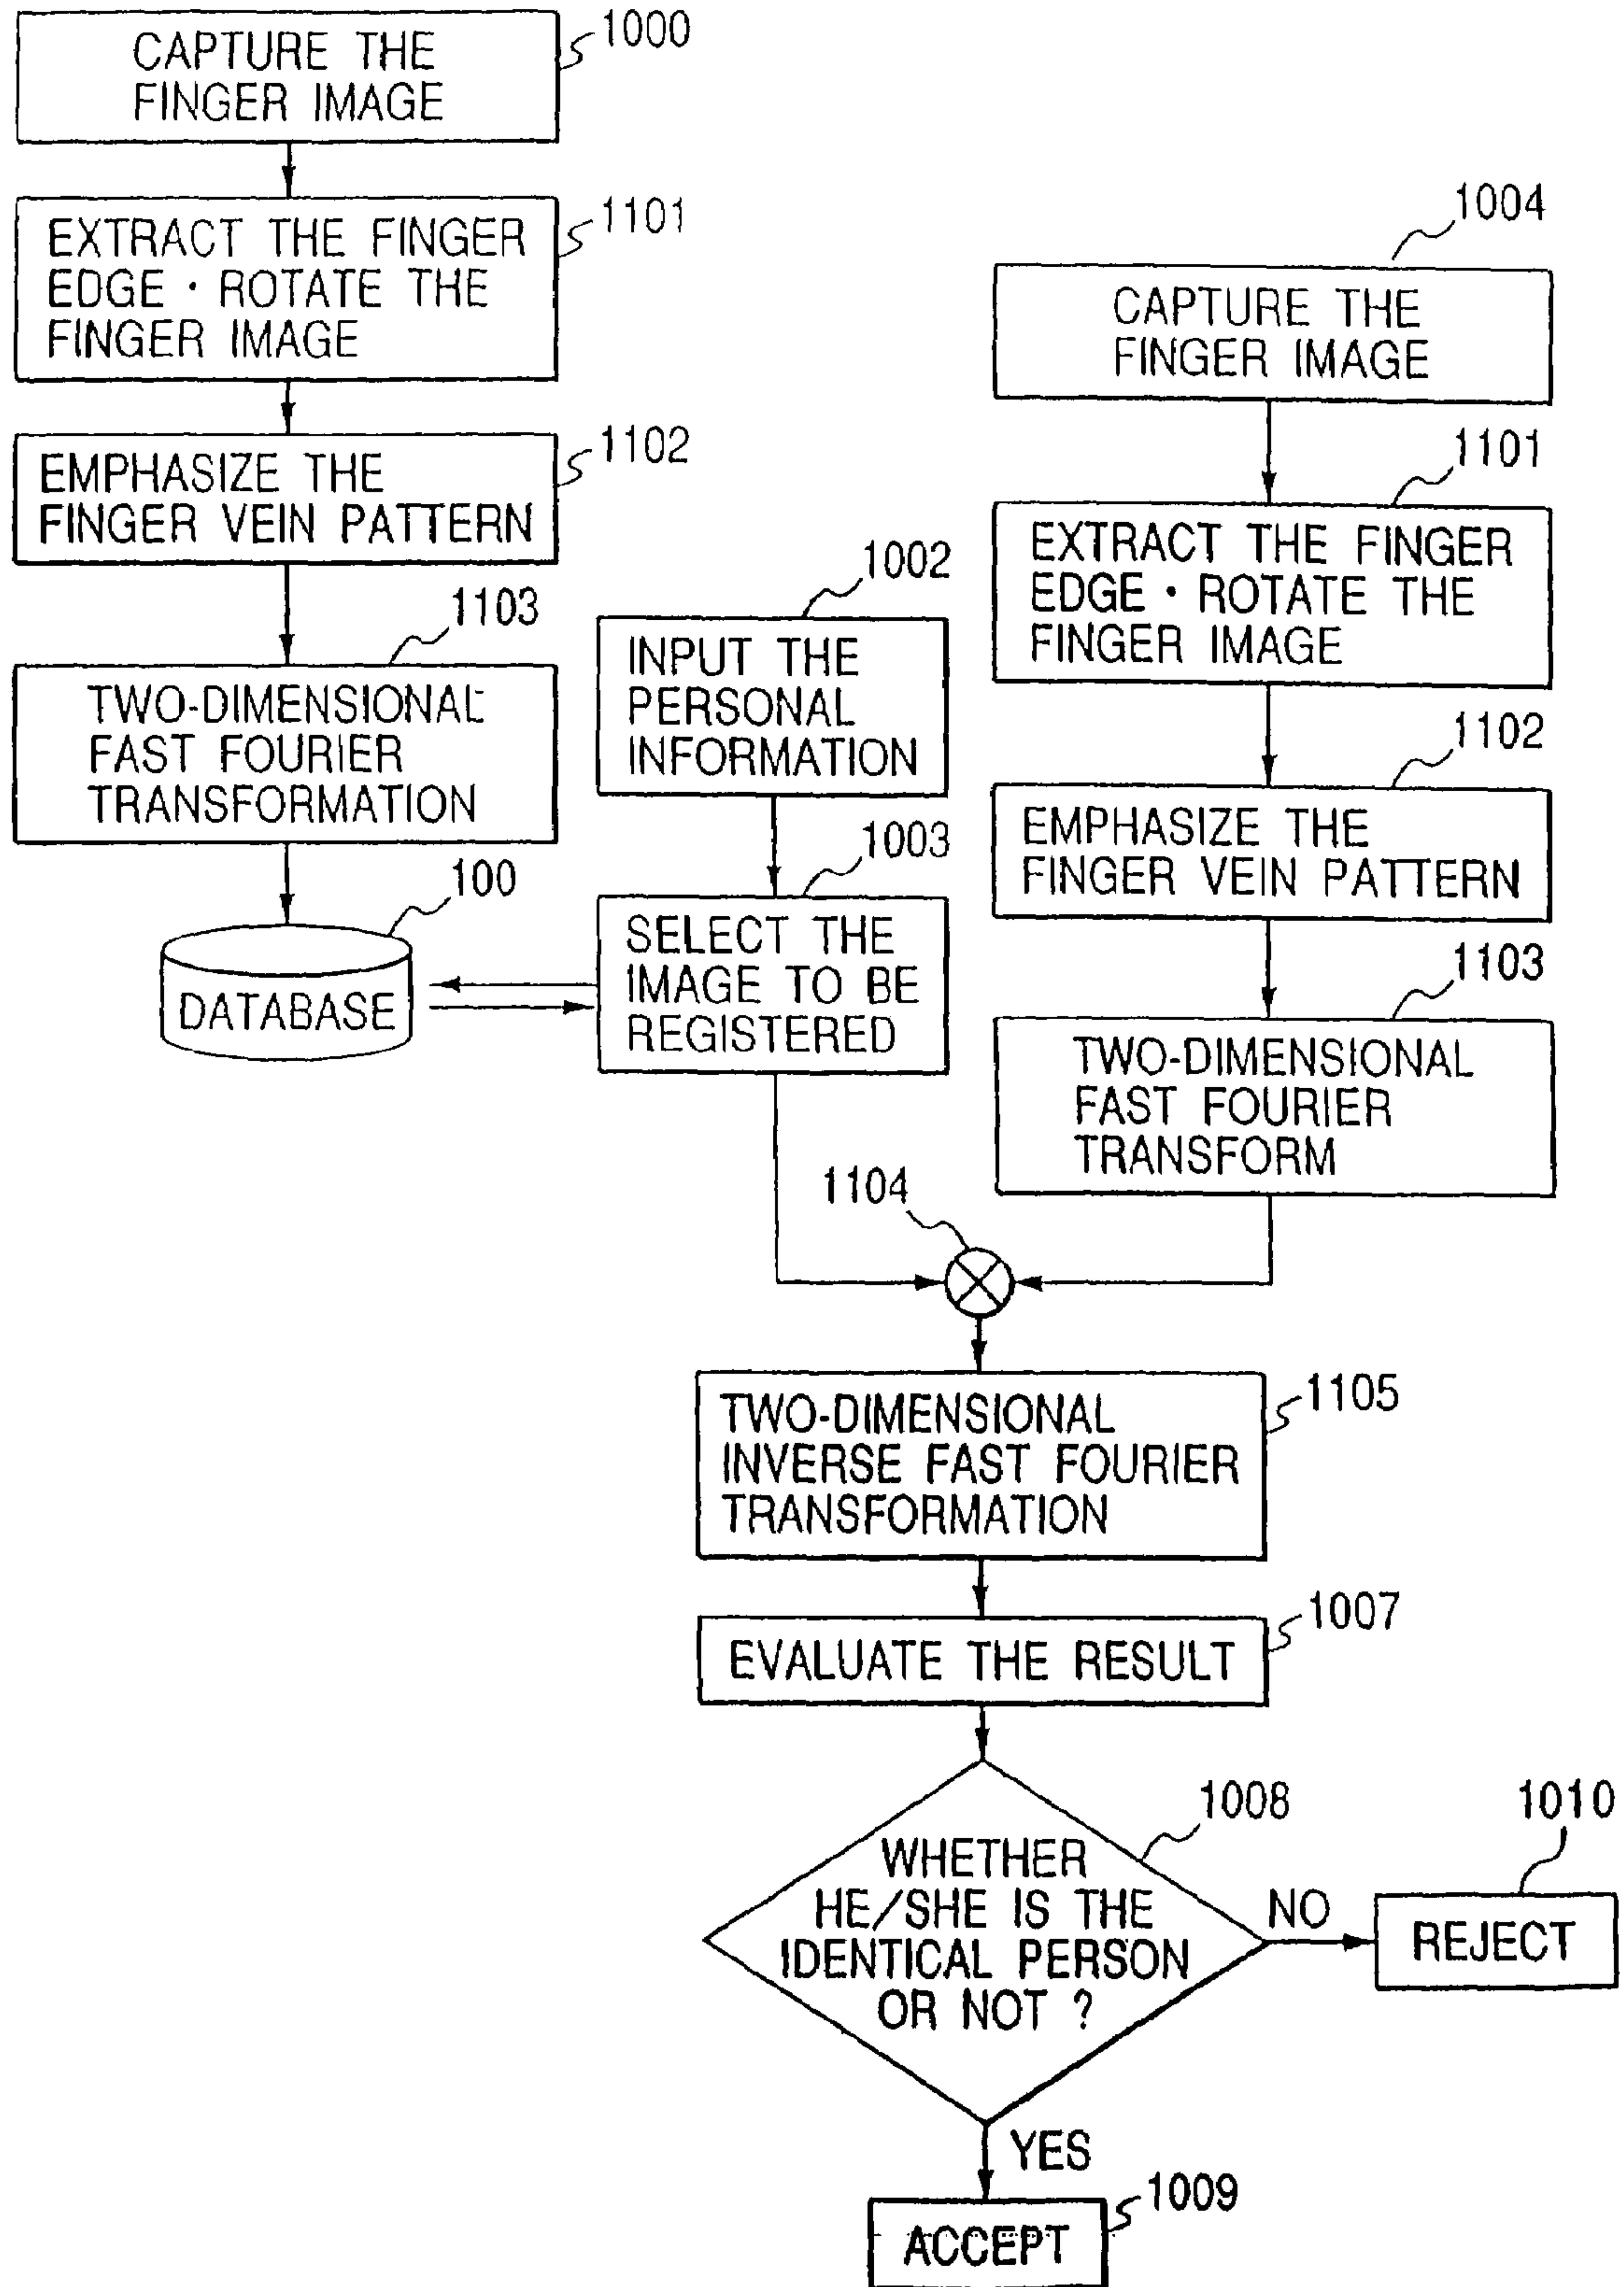 1000
CAPTURE THE
FINGER IMAGE
1101
EXTRACT THE FINGER
EDGE · ROTATE THE
FINGER IMAGE
1102
EMPHASIZE THE
FINGER VEIN PATTERN
1103
TWO-DIMENSIONAL
FAST FOURIER
TRANSFORMATION
100
DATABASE
1002
INPUT THE
PERSONAL
INFORMATION
1003
SELECT THE
IMAGE TO BE
REGISTERED
1004
CAPTURE THE
FINGER IMAGE
1101
EXTRACT THE FINGER
EDGE · ROTATE THE
FINGER IMAGE
1102
EMPHASIZE THE
FINGER VEIN PATTERN
1103
TWO-DIMENSIONAL
FAST FOURIER
TRANSFORM
1104
1105
TWO-DIMENSIONAL
INVERSE FAST FOURIER
TRANSFORMATION
1007
EVALUATE THE RESULT
1008
WHETHER
HE/SHE IS THE
IDENTICAL PERSON
OR NOT ?
NO
1010
REJECT
YES
1009
ACCEPT